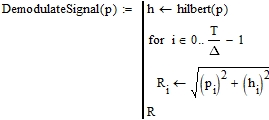 DemodulateSignal(p) := h ← hilbert(p)
for i ∈ 0.. T/Δ − 1
R_i ← √((p_i)^2 + (h_i)^2)
R